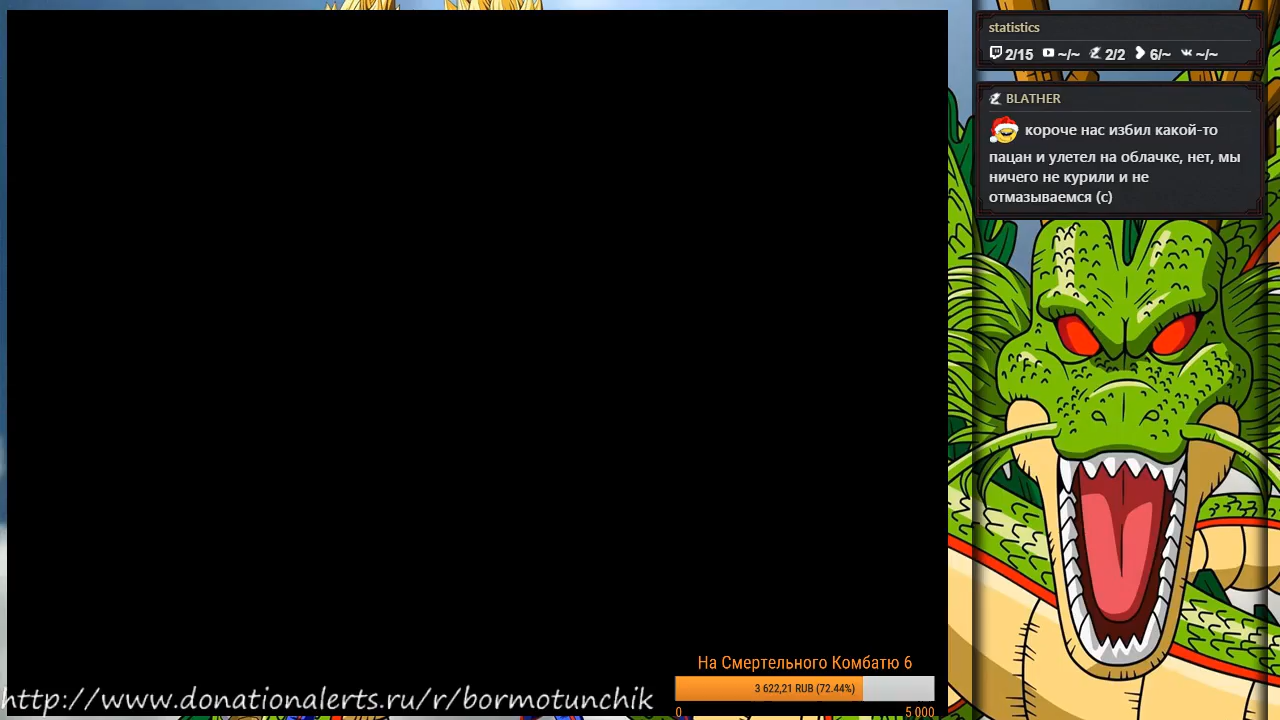 statistics
2/15 ~/~ 2/2 6/~ ~/~
BLATHER
короче нас избил какой-то
пацан и улетел на облачке, нет, мы
ничего не курили и не
отмазываемся (c)
На Смертельного Комбатю 6
3 622,21 RUB (72.44%)
0 5 000
http://www.donationalerts.ru/r/bormotunchik